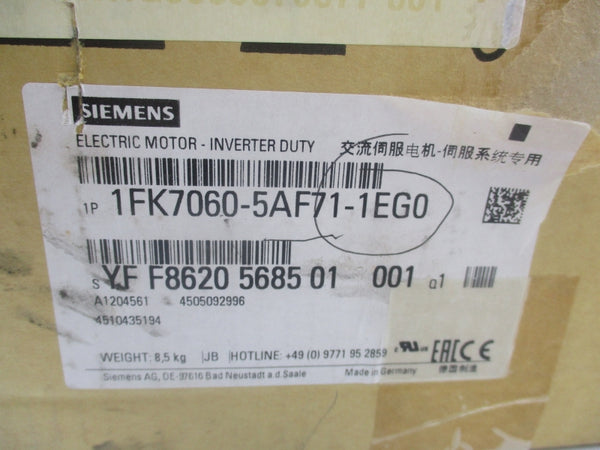 SIEMENS
ELECTRIC MOTOR - INVERTER DUTY 交流伺服电机-伺服系统专用
1P 1FK7060-5AF71-1EG0
S YF F8620 5685 01 001 Q1
A1204561 4505092996
4510435194
WEIGHT: 8,5 kg JB HOTLINE: +49 (0) 9771 95 2859
Siemens AG, DE-97616 Bad Neustadt a.d.Saale Made in Germany 德国制造
c UL us EAC CE